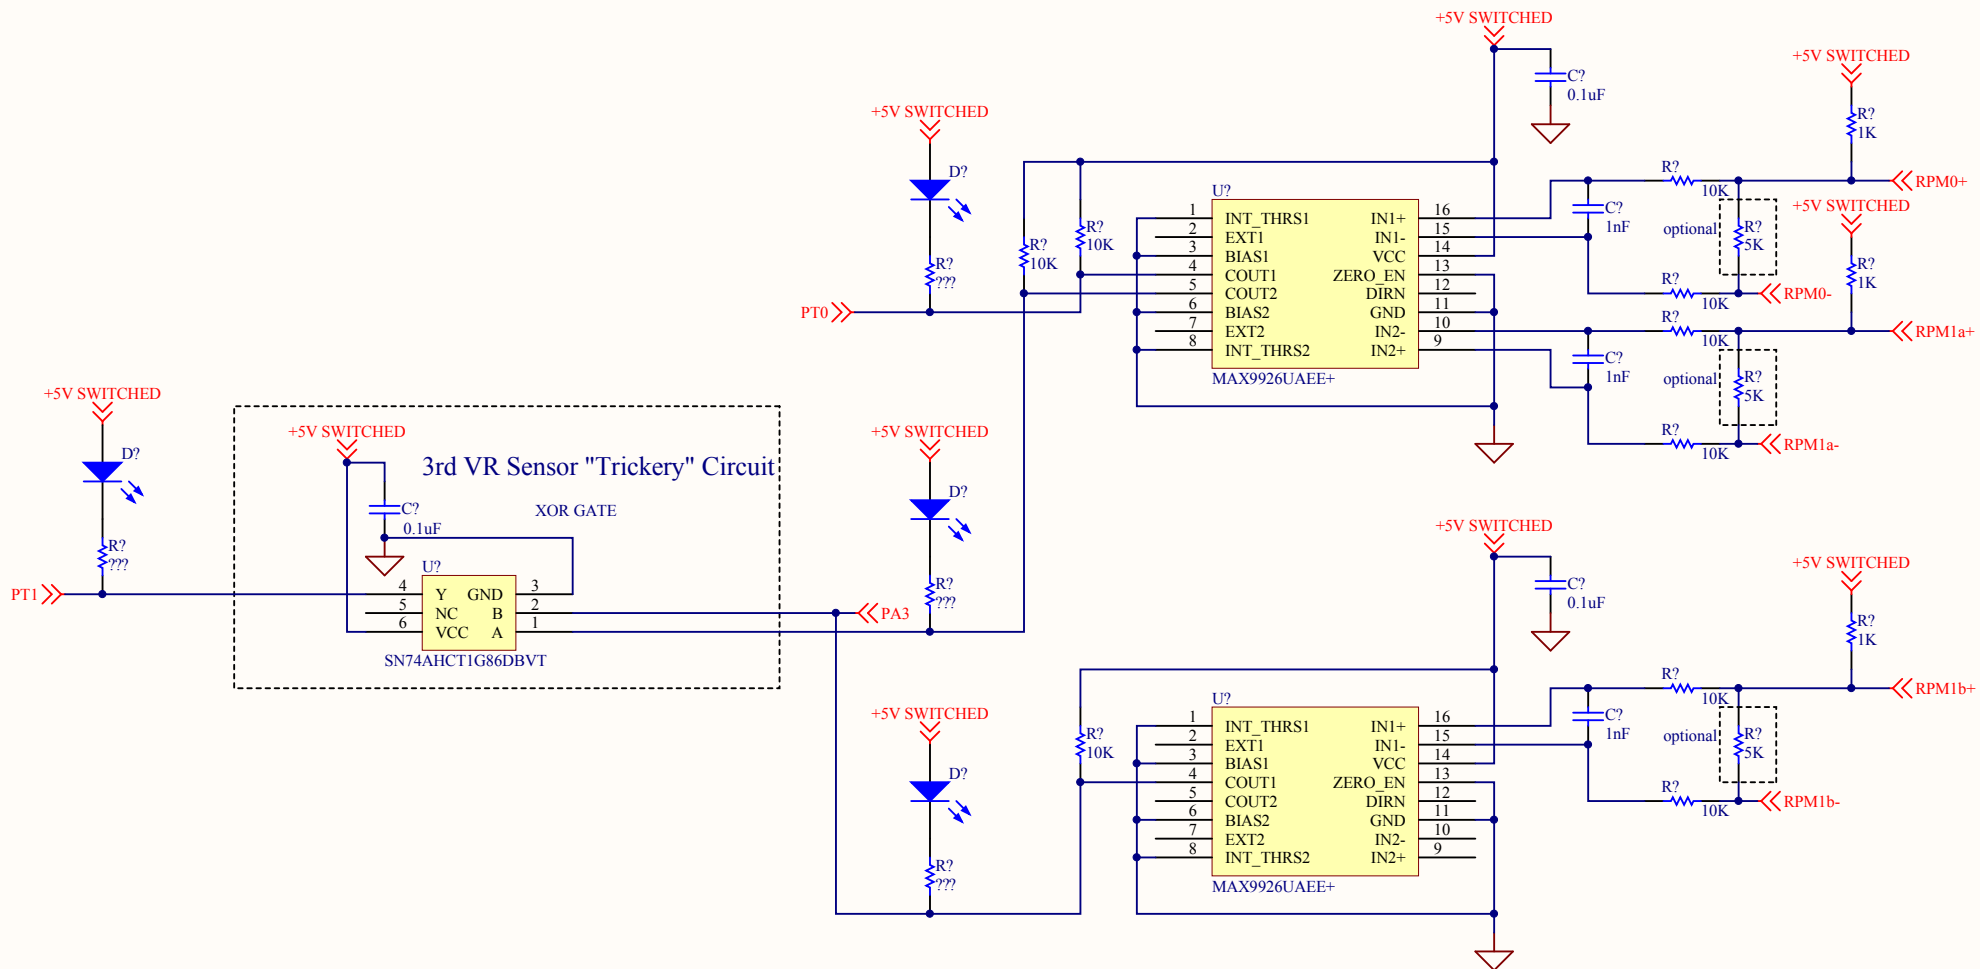 +5V SWITCHED
C?
0.1uF
+5V SWITCHED
R?
1K
+5V SWITCHED
D?
R?
???
PT0
R?
10K
R?
10K
U?
1 INT_THRS1 IN1+ 16
2 EXT1 IN1- 15
3 BIAS1 VCC 14
4 COUT1 ZERO_EN 13
5 COUT2 DIRN 12
6 BIAS2 GND 11
7 EXT2 IN2- 10
8 INT_THRS2 IN2+ 9
MAX9926UAEE+
R?
10K
RPM0+
C?
1nF
optional
R?
5K
+5V SWITCHED
R?
1K
R?
10K
RPM0-
R?
10K
RPM1a+
C?
1nF
optional
R?
5K
R?
10K
RPM1a-
+5V SWITCHED
D?
R?
???
PT1
+5V SWITCHED
3rd VR Sensor "Trickery" Circuit
C?
0.1uF
XOR GATE
U?
4 Y GND 3
5 NC B 2
6 VCC A 1
SN74AHCT1G86DBVT
+5V SWITCHED
D?
R?
???
PA3
+5V SWITCHED
D?
R?
???
+5V SWITCHED
C?
0.1uF
+5V SWITCHED
R?
1K
R?
10K
U?
1 INT_THRS1 IN1+ 16
2 EXT1 IN1- 15
3 BIAS1 VCC 14
4 COUT1 ZERO_EN 13
5 COUT2 DIRN 12
6 BIAS2 GND 11
7 EXT2 IN2- 10
8 INT_THRS2 IN2+ 9
MAX9926UAEE+
R?
10K
RPM1b+
C?
1nF
optional
R?
5K
R?
10K
RPM1b-